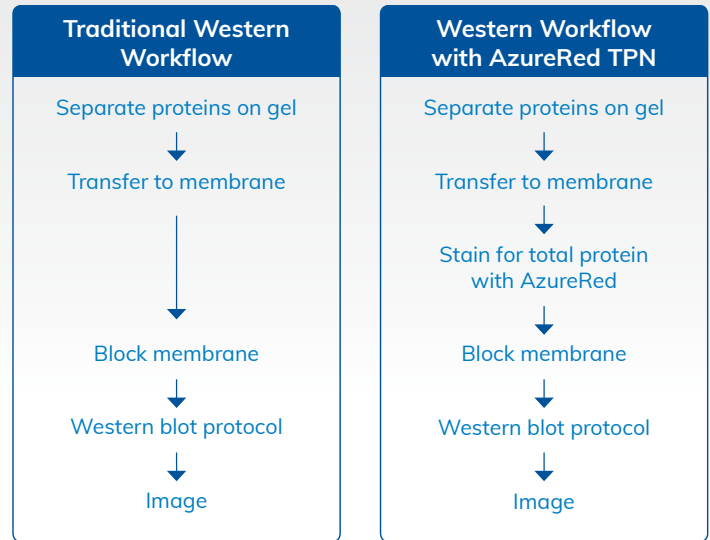 Traditional Western
Workflow
Separate proteins on gel
Transfer to membrane
Block membrane
Western blot protocol
Image
Western Workflow
with AzureRed TPN
Separate proteins on gel
Transfer to membrane
Stain for total protein
with AzureRed
Block membrane
Western blot protocol
Image